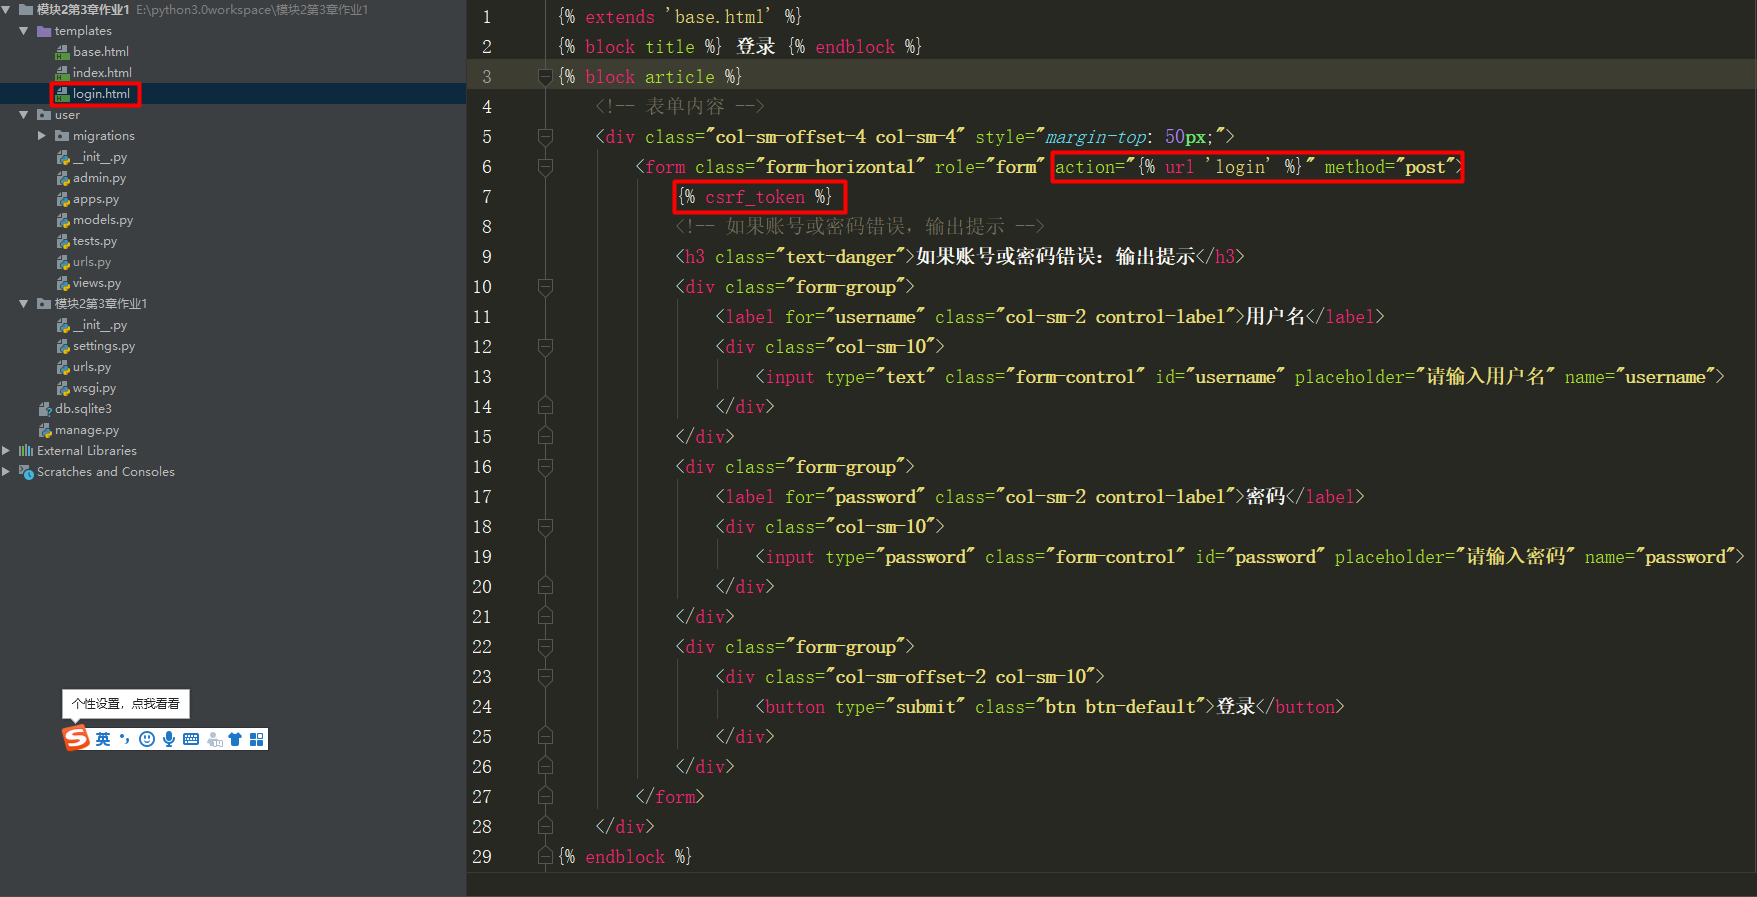 模块2第3章作业1 E:\python3.0workspace\模块2第3章作业1
templates
base.html
index.html
login.html
user
migrations
__init__.py
admin.py
apps.py
models.py
tests.py
urls.py
views.py
模块2第3章作业1
__init__.py
settings.py
urls.py
wsgi.py
db.sqlite3
manage.py
External Libraries
Scratches and Consoles
个性设置，点我看看
S 英
1 {% extends 'base.html' %}
2 {% block title %} 登录 {% endblock %}
3 {% block article %}
4 <!-- 表单内容 -->
5 <div class="col-sm-offset-4 col-sm-4" style="margin-top: 50px;">
6 <form class="form-horizontal" role="form" action="{% url 'login' %}" method="post">
7 {% csrf_token %}
8 <!-- 如果账号或密码错误，输出提示 -->
9 <h3 class="text-danger">如果账号或密码错误：输出提示</h3>
10 <div class="form-group">
11 <label for="username" class="col-sm-2 control-label">用户名</label>
12 <div class="col-sm-10">
13 <input type="text" class="form-control" id="username" placeholder="请输入用户名" name="username">
14 </div>
15 </div>
16 <div class="form-group">
17 <label for="password" class="col-sm-2 control-label">密码</label>
18 <div class="col-sm-10">
19 <input type="password" class="form-control" id="password" placeholder="请输入密码" name="password">
20 </div>
21 </div>
22 <div class="form-group">
23 <div class="col-sm-offset-2 col-sm-10">
24 <button type="submit" class="btn btn-default">登录</button>
25 </div>
26 </div>
27 </form>
28 </div>
29 {% endblock %}